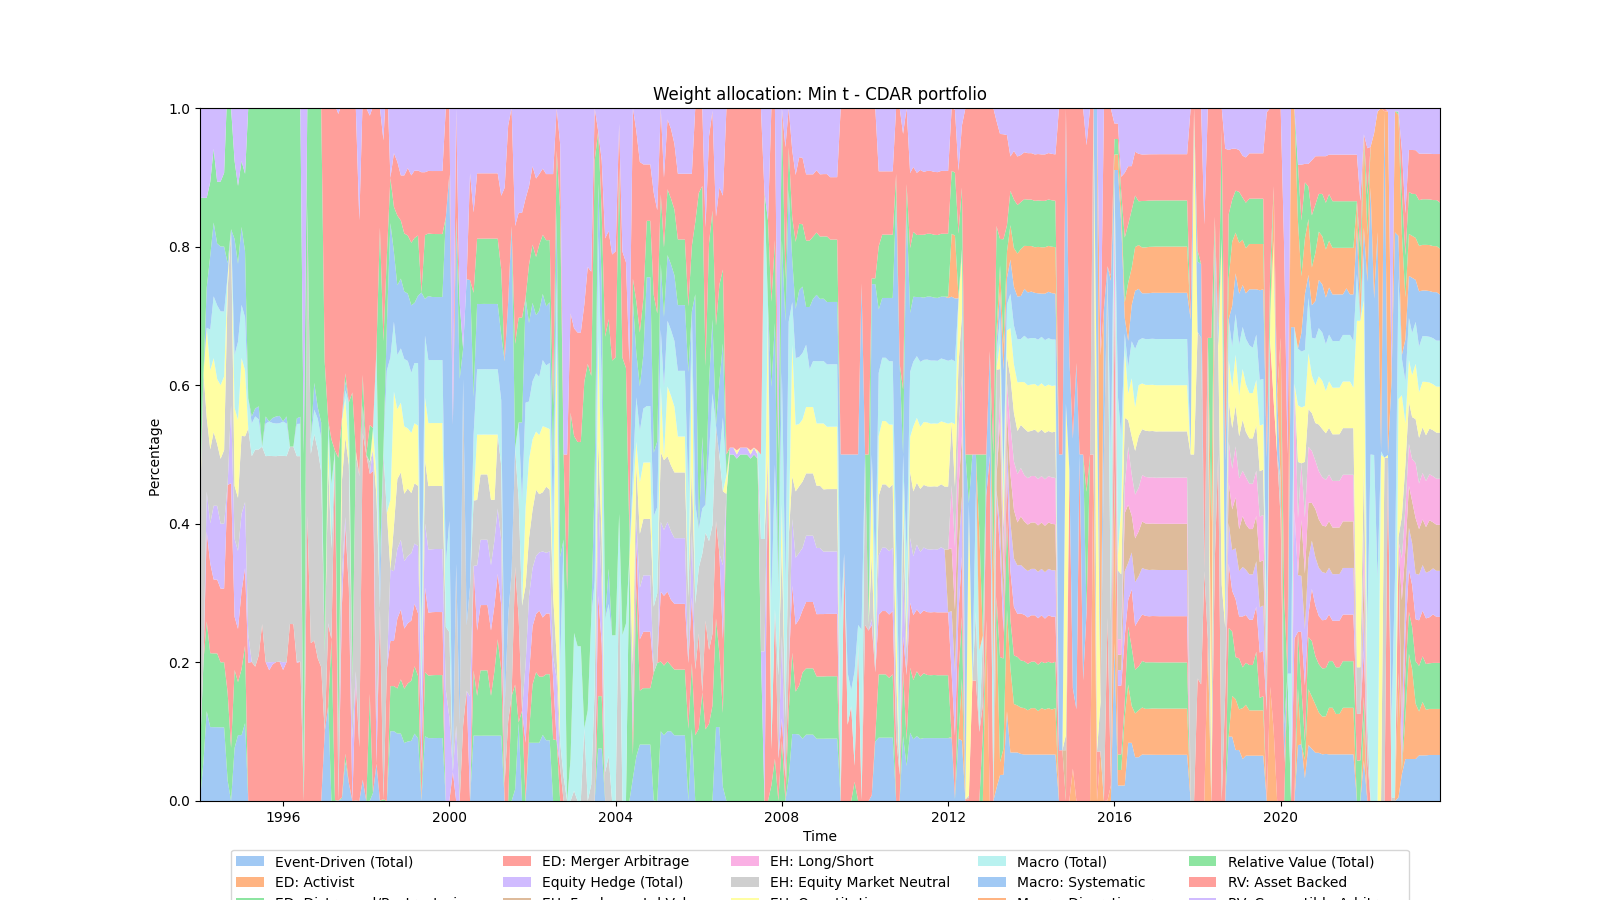 Weight allocation: Min t - CDAR portfolio
1.0
0.8
0.6
0.4
0.2
0.0
Percentage
1996 2000 2004 2008 2012 2016 2020
Time
Event-Driven (Total) ED: Merger Arbitrage EH: Long/Short Macro (Total) Relative Value (Total)
ED: Activist Equity Hedge (Total) EH: Equity Market Neutral Macro: Systematic RV: Asset Backed